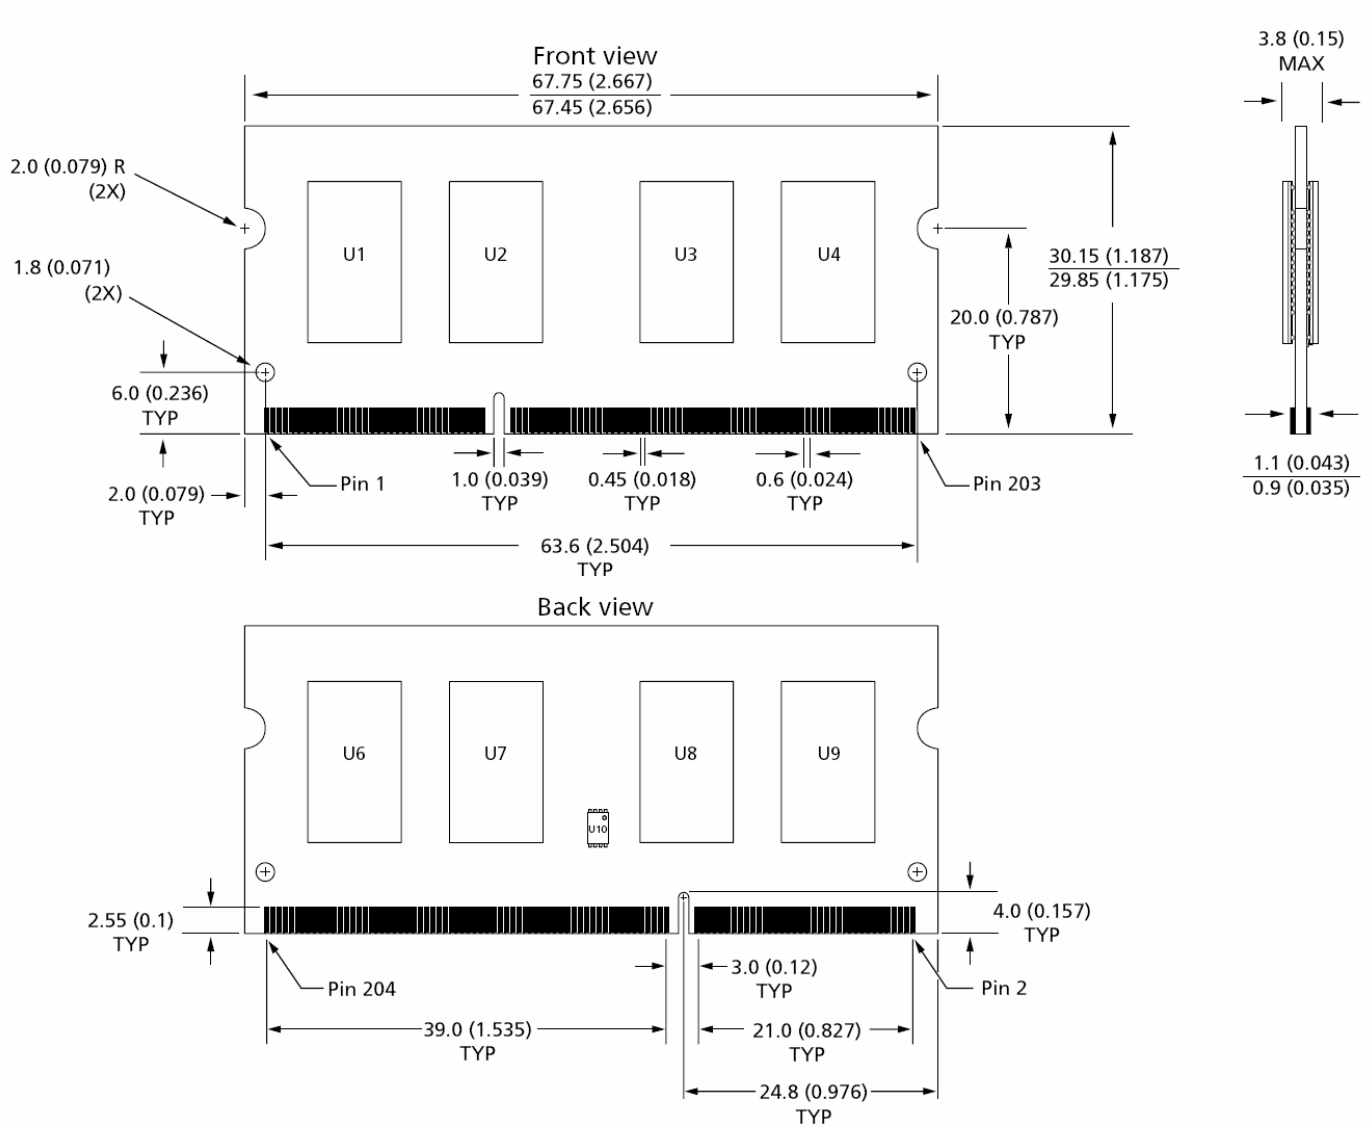 Front view
67.75 (2.667)
67.45 (2.656)
3.8 (0.15)
MAX
2.0 (0.079) R
(2X)
U1
U2
U3
U4
1.8 (0.071)
(2X)
30.15 (1.187)
29.85 (1.175)
20.0 (0.787)
TYP
6.0 (0.236)
TYP
1.0 (0.039)
TYP
0.45 (0.018)
TYP
0.6 (0.024)
TYP
Pin 1
Pin 203
1.1 (0.043)
0.9 (0.035)
2.0 (0.079)
TYP
63.6 (2.504)
TYP
Back view
U6
U7
U8
U9
U10
2.55 (0.1)
TYP
4.0 (0.157)
TYP
3.0 (0.12)
TYP
Pin 204
Pin 2
39.0 (1.535)
TYP
21.0 (0.827)
TYP
24.8 (0.976)
TYP